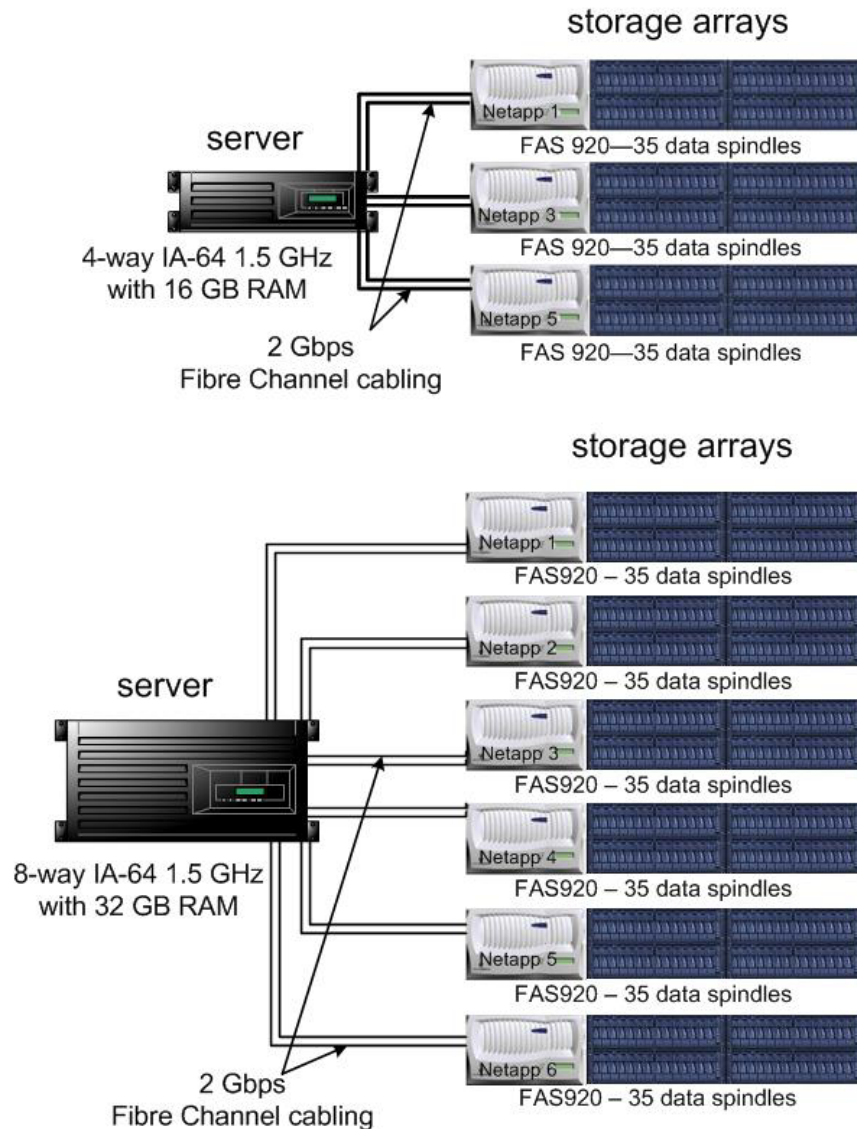 storage arrays
server
Netapp 1
FAS 920—35 data spindles
Netapp 3
FAS 920—35 data spindles
4-way IA-64 1.5 GHz
with 16 GB RAM
Netapp 5
FAS 920—35 data spindles
2 Gbps
Fibre Channel cabling
storage arrays
Netapp 1
FAS920 – 35 data spindles
Netapp 2
FAS920 – 35 data spindles
server
Netapp 3
FAS920 – 35 data spindles
Netapp 4
FAS920 – 35 data spindles
8-way IA-64 1.5 GHz
with 32 GB RAM
Netapp 5
FAS920 – 35 data spindles
Netapp 6
FAS920 – 35 data spindles
2 Gbps
Fibre Channel cabling